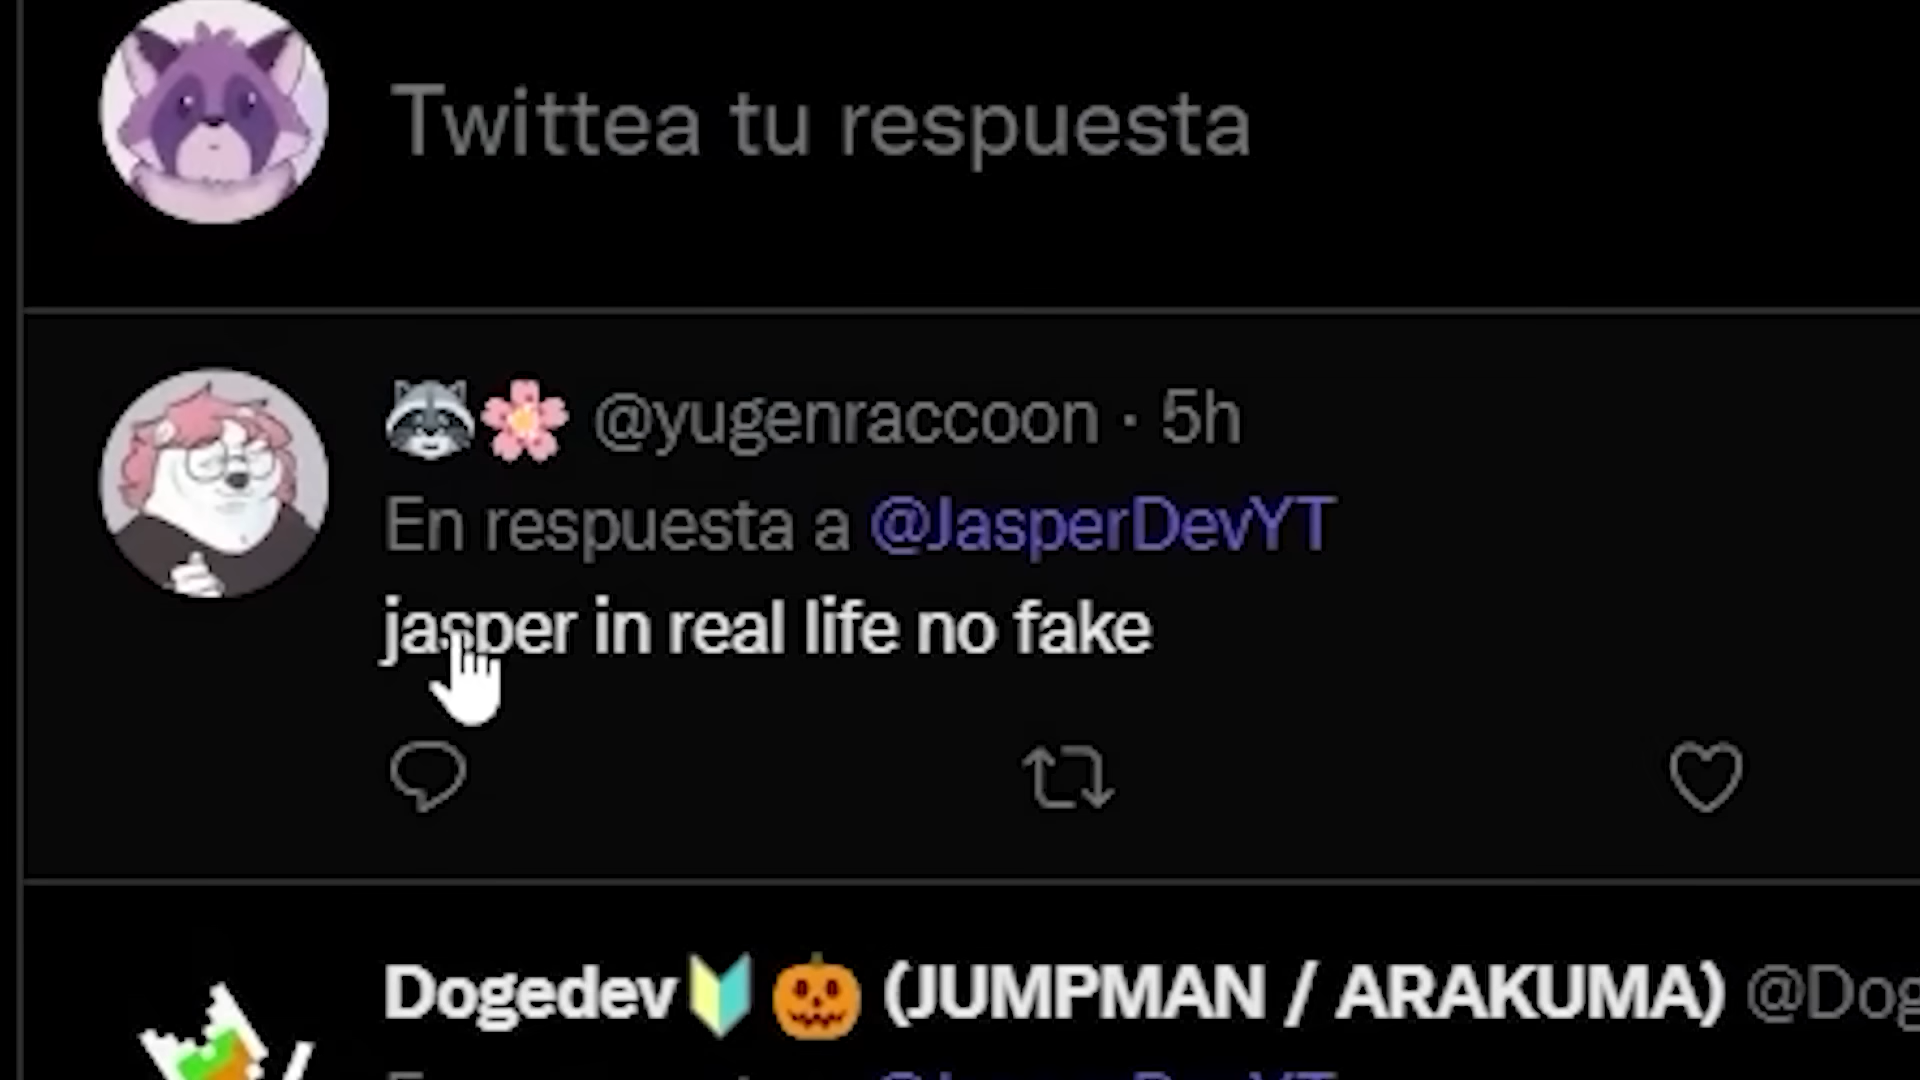 Twittea tu respuesta
🦝🌸 @yugenraccoon · 5h
En respuesta a @JasperDevYT
jasper in real life no fake
Dogedev🔰🎃 (JUMPMAN / ARAKUMA) @Dog